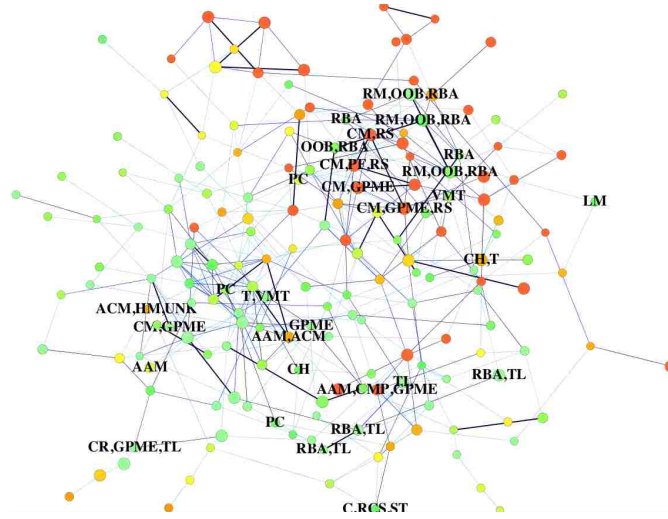 RM,OOB,RBA
RBA
RM,OOB,RBA
CM,RS
OOB,RBA
RBA
CM,PF,RS
RM,OOB,RBA
PC
CM,GPME
VMT
LM
CM,GPME,RS
CH,T
PC
T,VMT
ACM,HM,UNK
CM,GPME
GPME
AAM,ACM
AAM
CH
TL
RBA,TL
AAM,CMP,GPME
PC
RBA,TL
CR,GPME,TL
RBA,TL
C,RCS,ST